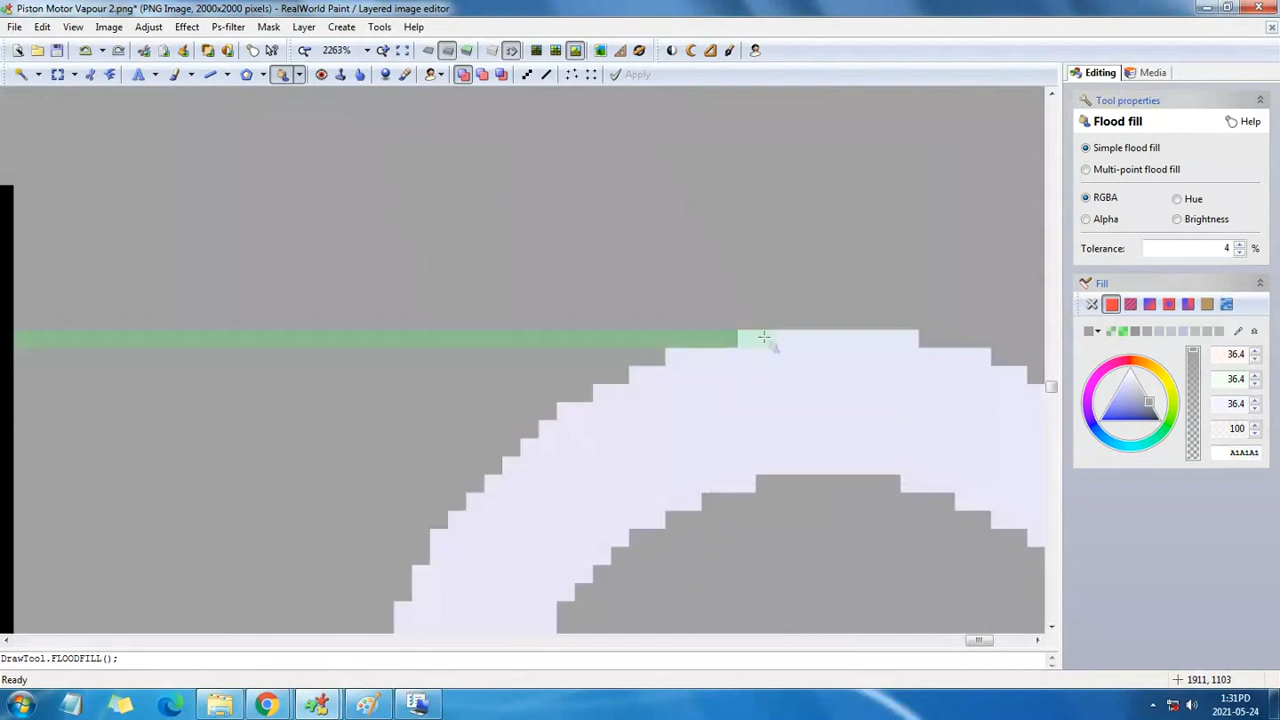 Piston Motor Vapour 2.png* (PNG Image, 2000x2000 pixels) - RealWorld Paint / Layered image editor
File Edit View Image Adjust Effect Ps-filter Mask Layer Create Tools Help
2263%
Apply
Editing Media
Tool properties
Flood fill Help
Simple flood fill
Multi-point flood fill
RGBA Hue
Alpha Brightness
Tolerance: 4 %
Fill
36.4
36.4
36.4
100
A1A1A1
DrawTool.FLOODFILL();
Ready 1911, 1103
1:31PD
2021-05-24